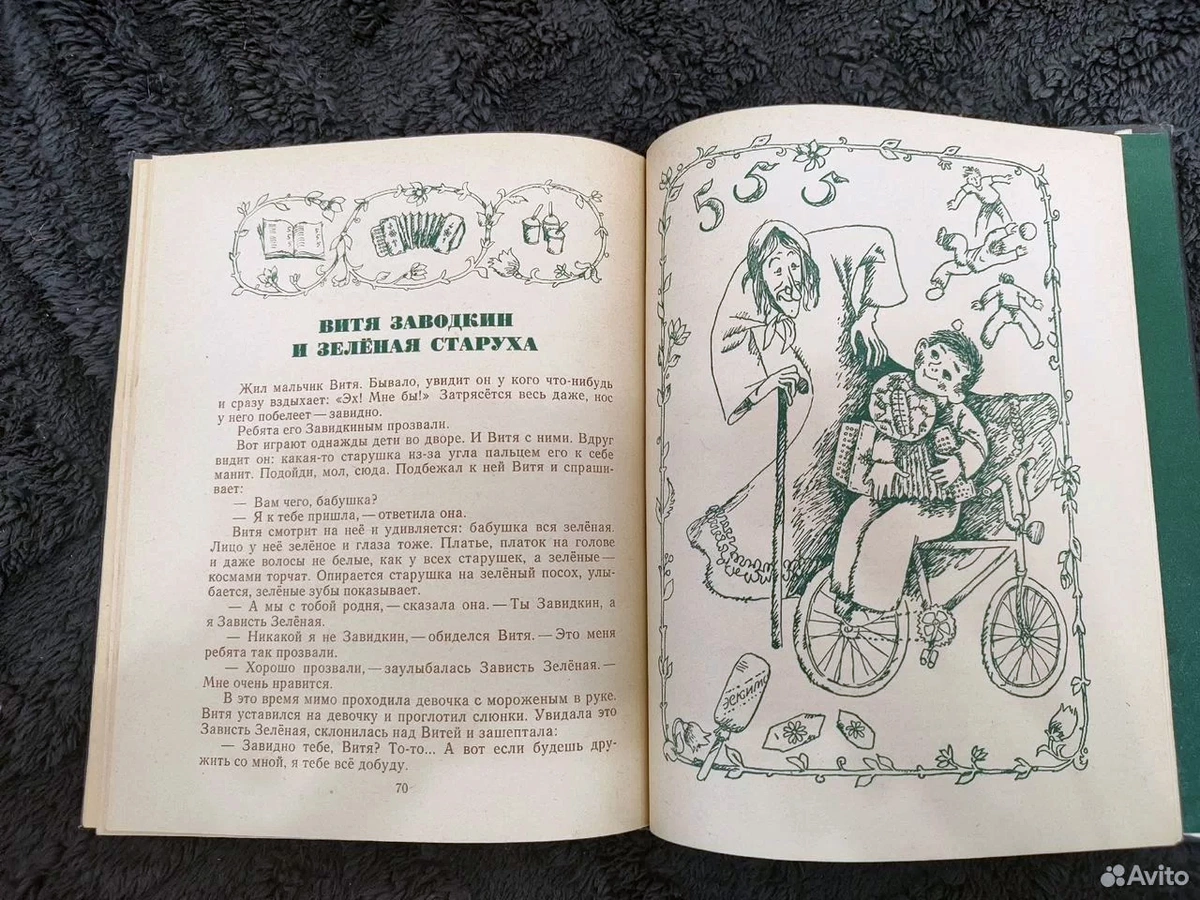 ВИТЯ ЗАВОДКИН
И ЗЕЛЁНАЯ СТАРУХА
Жил мальчик Витя. Бывало, увидит он у кого что-нибудь
и сразу вздыхает: «Эх! Мне бы!» Затрясётся весь даже, нос
у него побелеет — завидно.
Ребята его Завидкиным прозвали.
Вот играют однажды дети во дворе. И Витя с ними. Вдруг
видит он: какая-то старушка из-за угла пальцем его к себе
манит. Подойди, мол, сюда. Подбежал к ней Витя и спраши-
вает:
— Вам чего, бабушка?
— Я к тебе пришла, — ответила она.
Витя смотрит на неё и удивляется: бабушка вся зелёная.
Лицо у неё зелёное и глаза тоже. Платье, платок на голове
и даже волосы не белые, как у всех старушек, а зелёные —
космами торчат. Опирается старушка на зелёный посох, улы-
бается, зелёные зубы показывает.
— А мы с тобой родня, — сказала она. — Ты Завидкин, а
я Зависть Зелёная.
— Никакой я не Завидкин, — обиделся Витя. — Это меня
ребята так прозвали.
— Хорошо прозвали, — заулыбалась Зависть Зелёная. —
Мне очень нравится.
В это время мимо проходила девочка с мороженым в руке.
Витя уставился на девочку и проглотил слюнки. Увидала это
Зависть Зелёная, склонилась над Витей и зашептала:
— Завидно тебе, Витя? То-то... А вот если будешь дру-
жить со мной, я тебе всё добуду.
70
5 5 5
ЭСКИМО
Avito